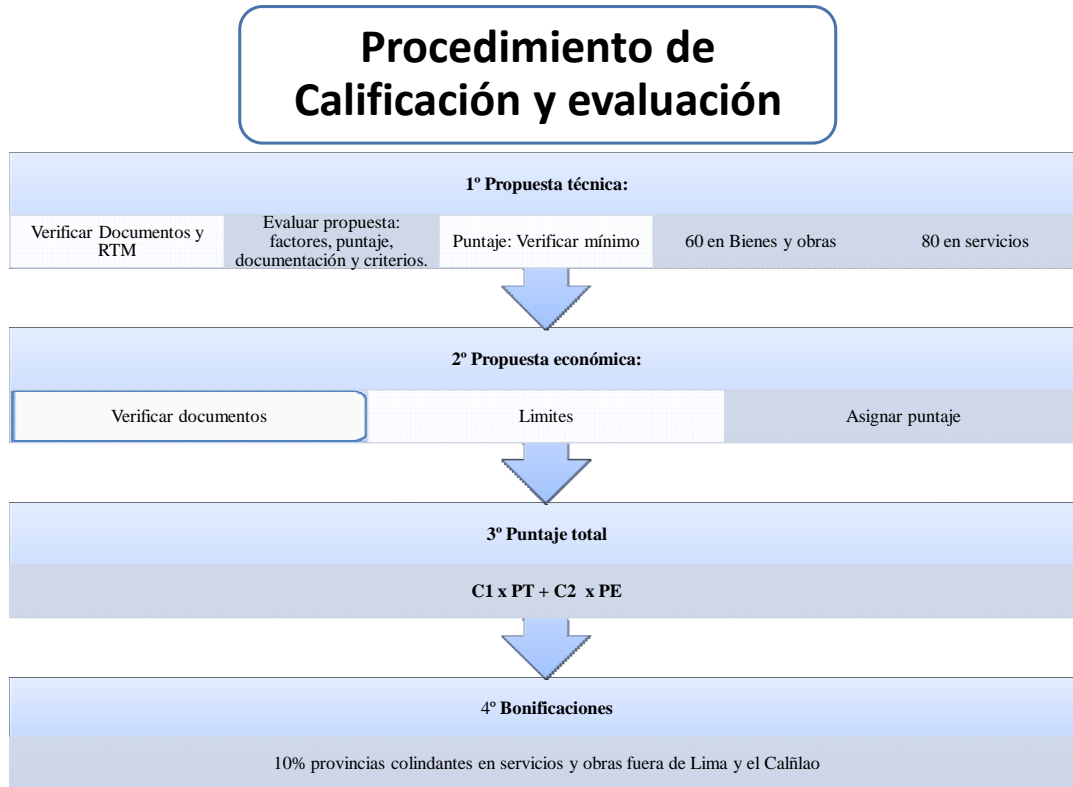 Procedimiento de
Calificación y evaluación
1º Propuesta técnica:
Verificar Documentos y
RTM
Evaluar propuesta:
factores, puntaje,
documentación y criterios.
Puntaje: Verificar mínimo
60 en Bienes y obras
80 en servicios
2º Propuesta económica:
Verificar documentos
Limites
Asignar puntaje
3º Puntaje total
C1 x PT + C2 x PE
4º Bonificaciones
10% provincias colindantes en servicios y obras fuera de Lima y el Calñlao